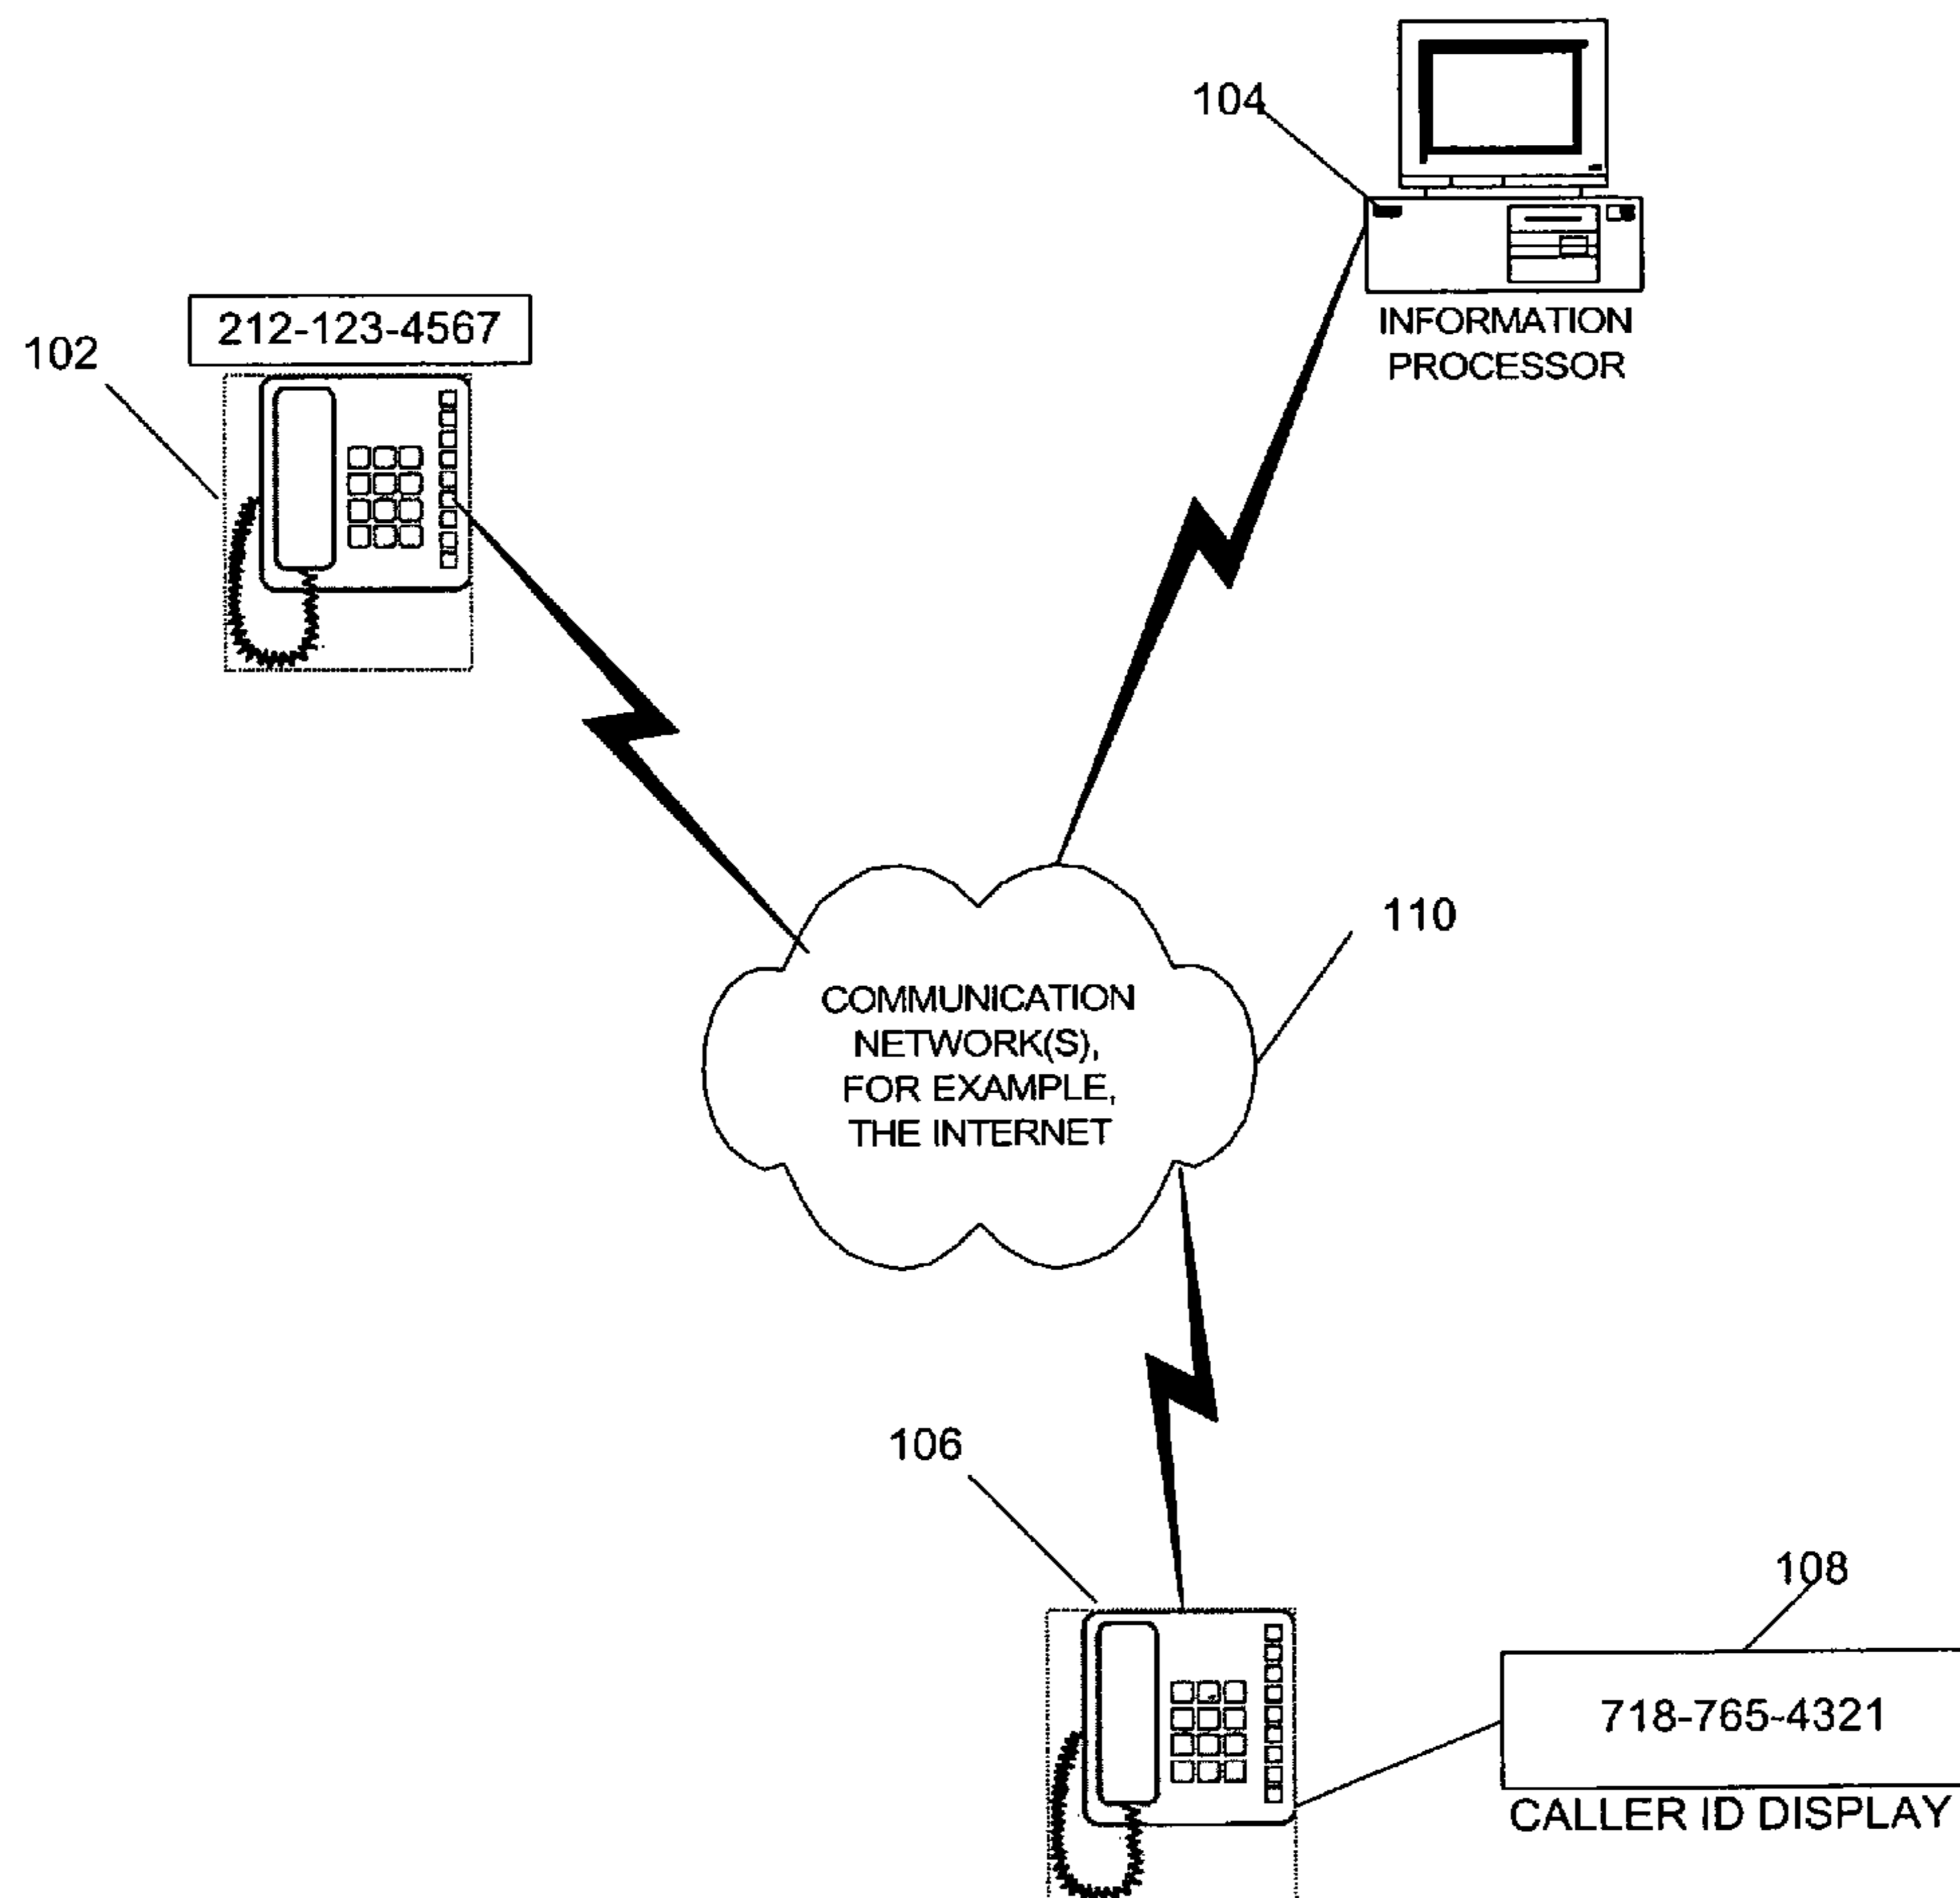 104
INFORMATION
PROCESSOR
212-123-4567
102
110
COMMUNICATION
NETWORK(S),
FOR EXAMPLE,
THE INTERNET
106
108
718-765-4321
CALLER ID DISPLAY